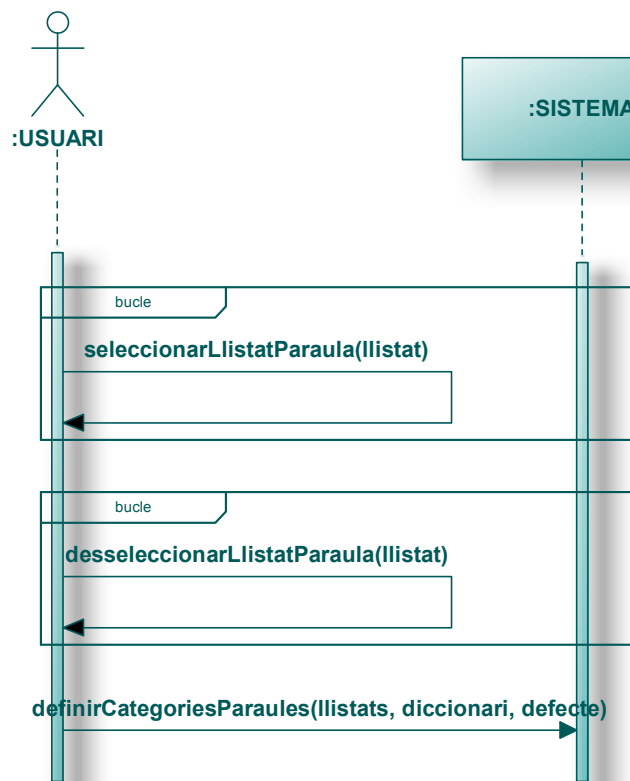 :USUARI
:SISTEMA
bucle
seleccionarLlistatParaula(llistat)
bucle
desseleccionarLlistatParaula(llistat)
definirCategoriesParaules(llistats, diccionari, defecte)